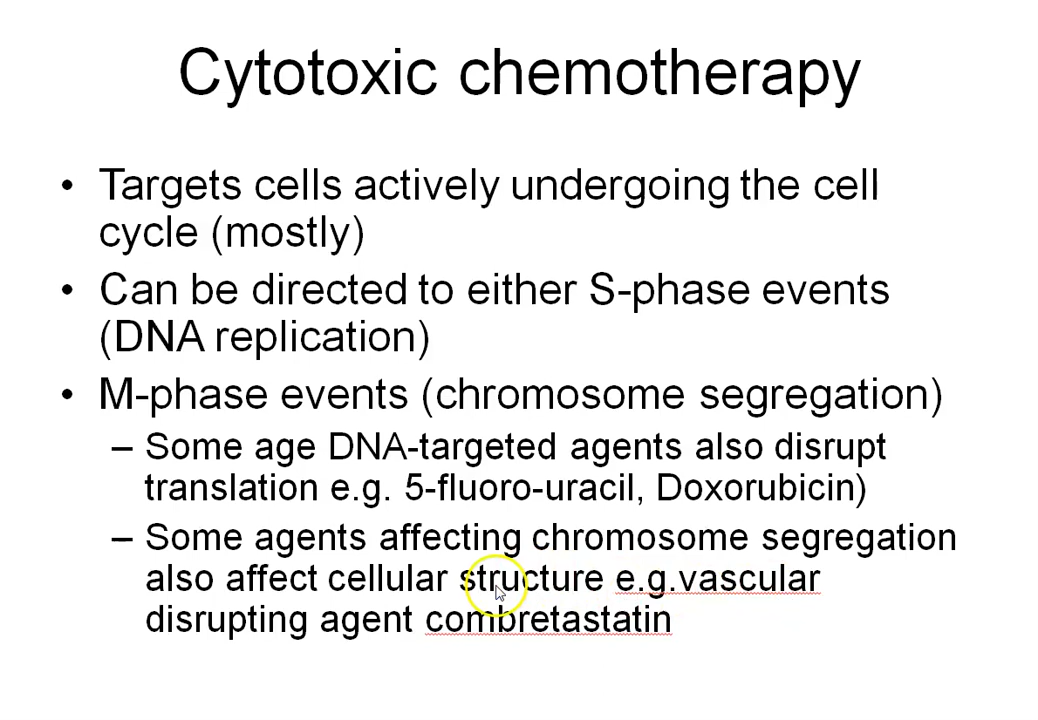 Cytotoxic chemotherapy
• Targets cells actively undergoing the cell
cycle (mostly)
• Can be directed to either S-phase events
(DNA replication)
• M-phase events (chromosome segregation)
– Some age DNA-targeted agents also disrupt
translation e.g. 5-fluoro-uracil, Doxorubicin)
– Some agents affecting chromosome segregation
also affect cellular structure e.g.vascular
disrupting agent combretastatin